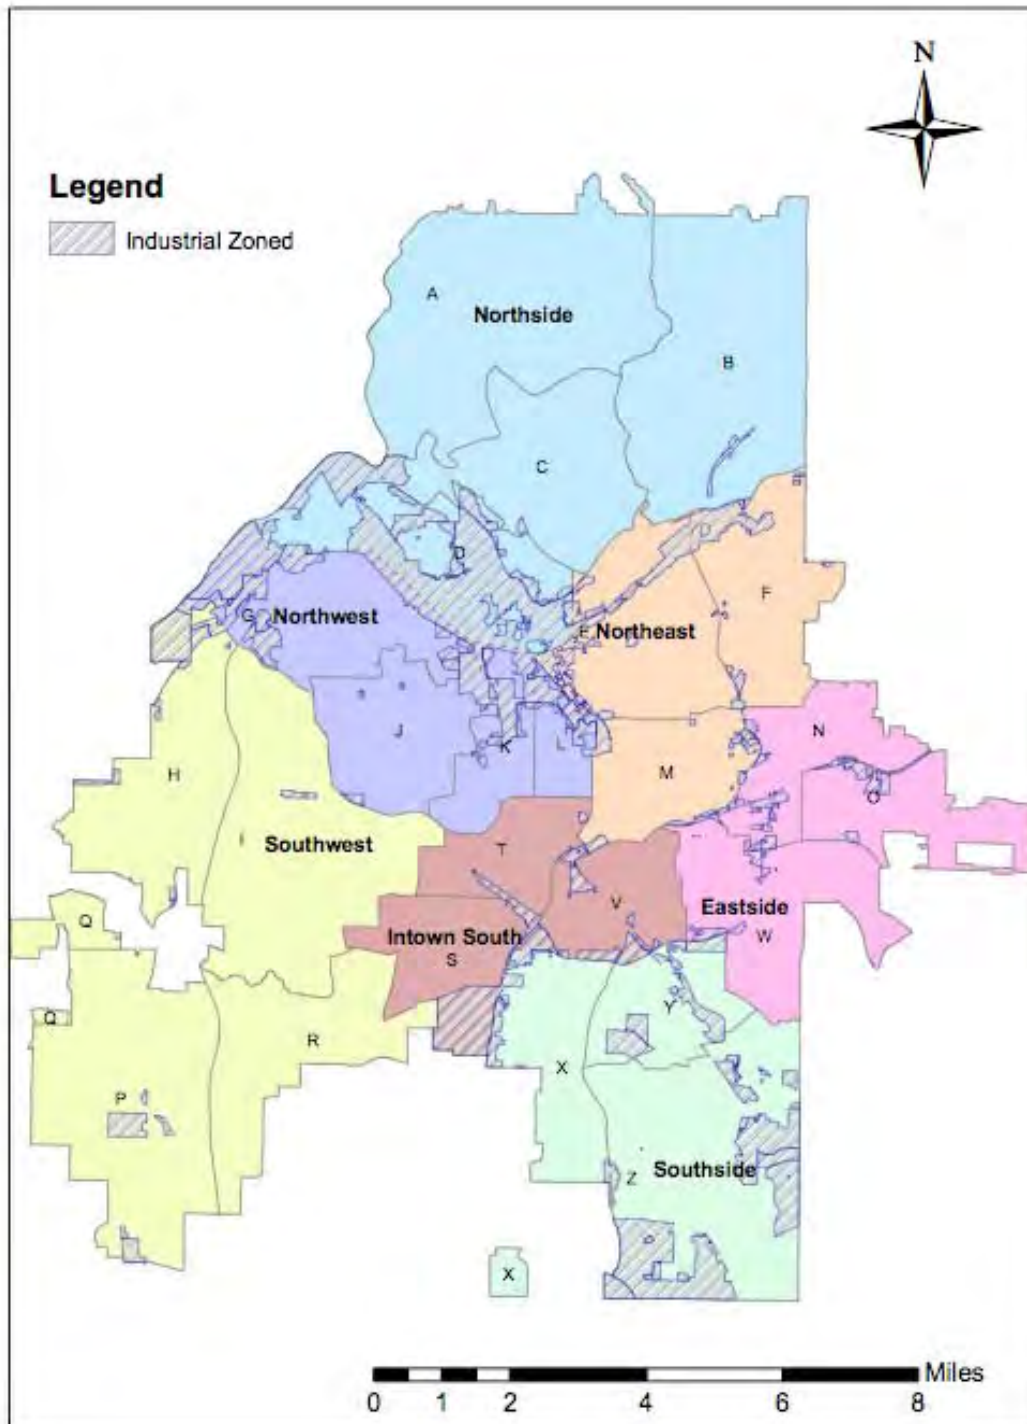 N
Legend
Industrial Zoned
A
Northside
B
C
D
F
G
Northwest
E
Northeast
J
N
K
L
M
H
O
I
Southwest
T
V
Q
Eastside
Intown South
W
S
Q
Y
R
X
P
Southside
Z
X
Miles
0 1 2 4 6 8